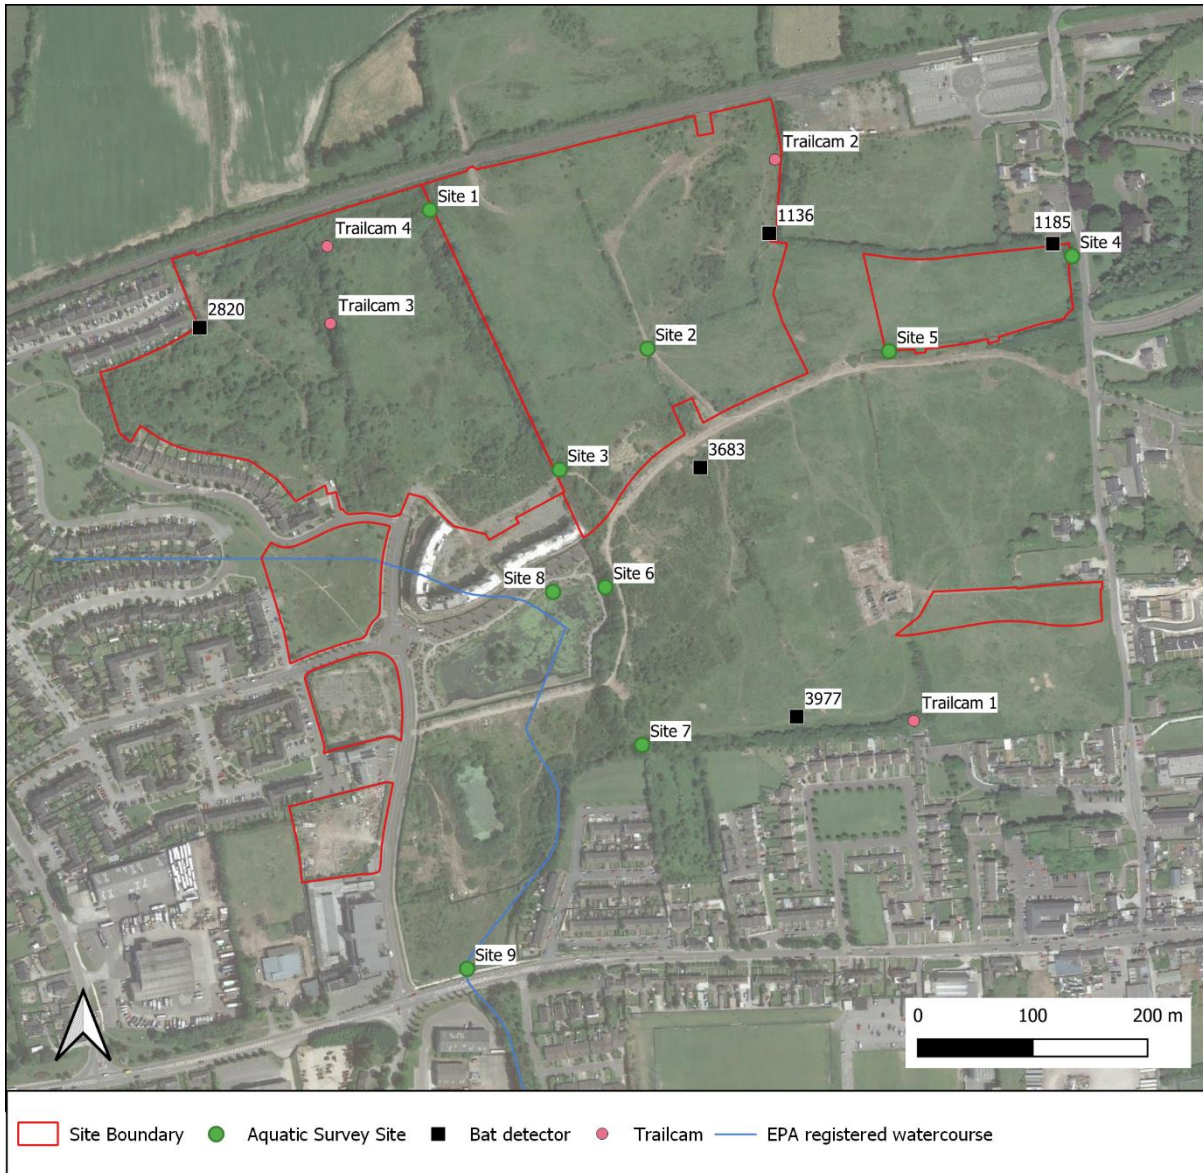 Trailcam 2
Site 1
1136
1185
Trailcam 4
Site 4
2820
Trailcam 3
Site 2
Site 5
Site 3
3683
Site 8
Site 6
3977
Trailcam 1
Site 7
Site 9
0 100 200 m
Site Boundary Aquatic Survey Site Bat detector Trailcam EPA registered watercourse